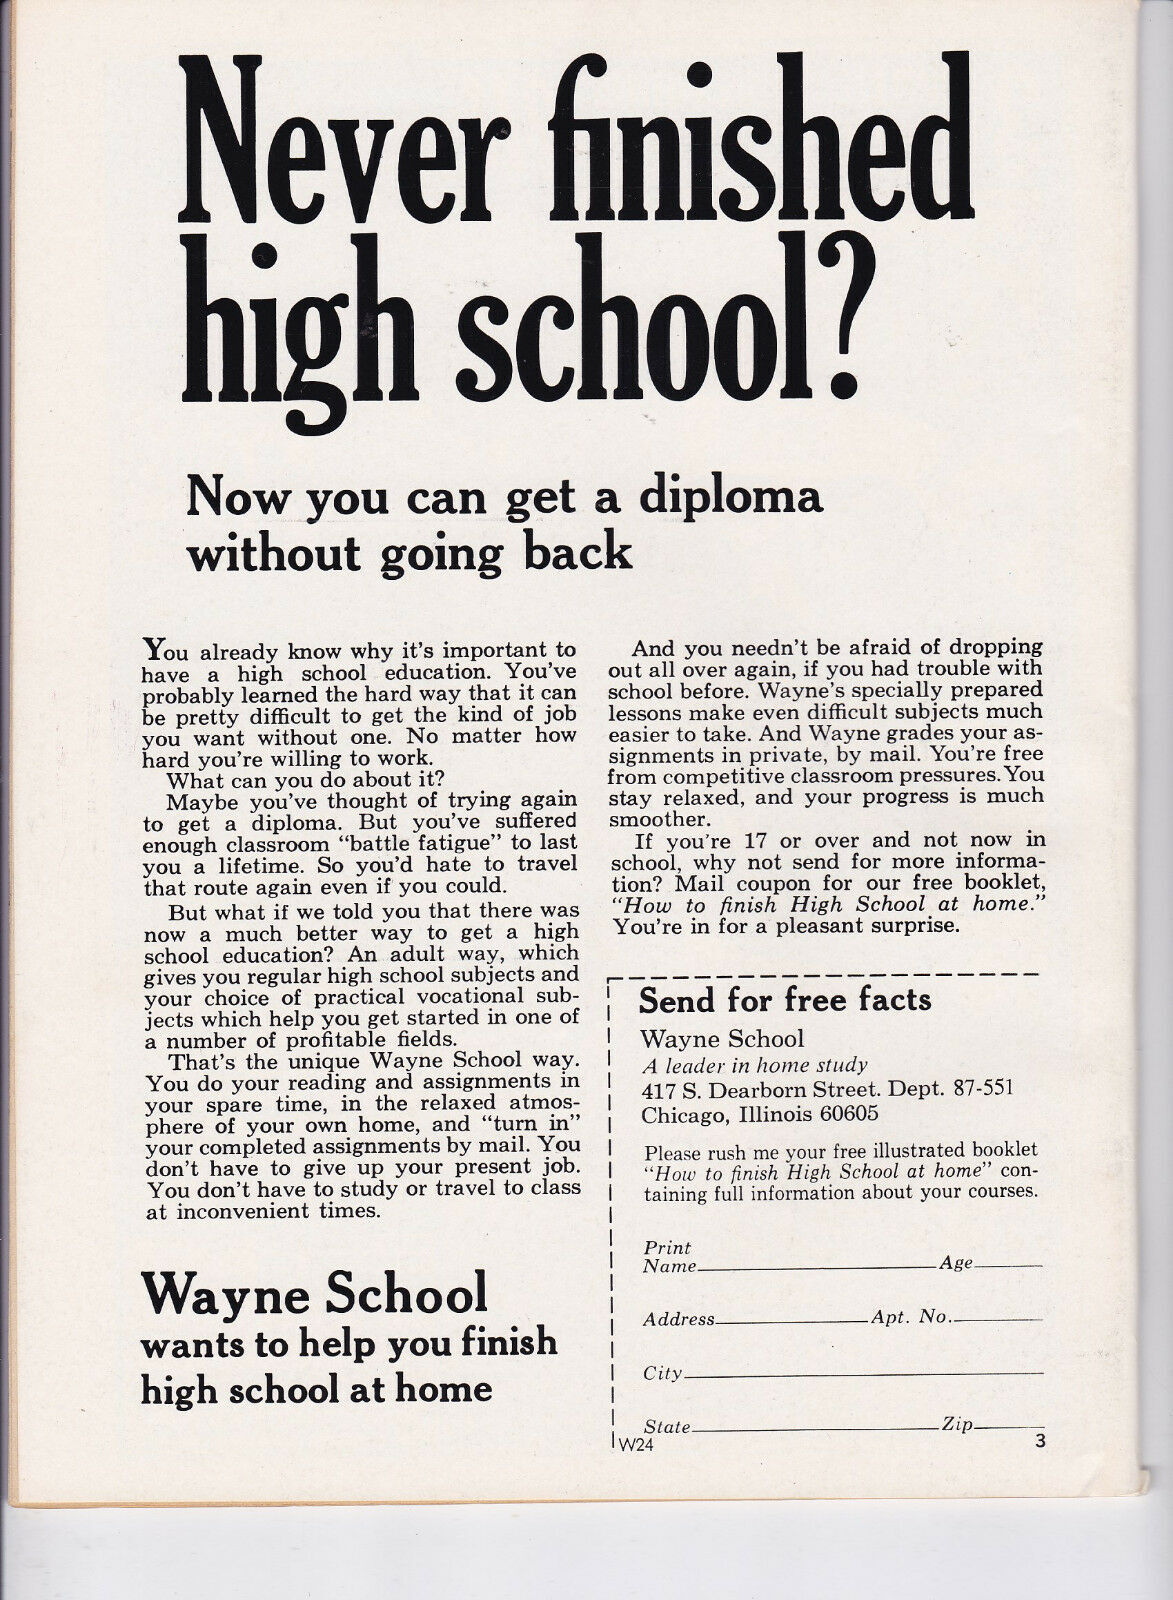 Never finished
high school?
Now you can get a diploma
without going back
You already know why it's important to
have a high school education. You've
probably learned the hard way that it can
be pretty difficult to get the kind of job
you want without one. No matter how
hard you're willing to work.
What can you do about it?
Maybe you've thought of trying again
to get a diploma. But you've suffered
enough classroom "battle fatigue" to last
you a lifetime. So you'd hate to travel
that route again even if you could.
But what if we told you that there was
now a much better way to get a high
school education? An adult way, which
gives you regular high school subjects and
your choice of practical vocational sub-
jects which help you get started in one of
a number of profitable fields.
That's the unique Wayne School way.
You do your reading and assignments in
your spare time, in the relaxed atmos-
phere of your own home, and "turn in"
your completed assignments by mail. You
don't have to give up your present job.
You don't have to study or travel to class
at inconvenient times.
Wayne School
wants to help you finish
high school at home
And you needn't be afraid of dropping
out all over again, if you had trouble with
school before. Wayne's specially prepared
lessons make even difficult subjects much
easier to take. And Wayne grades your as-
signments in private, by mail. You're free
from competitive classroom pressures. You
stay relaxed, and your progress is much
smoother.
If you're 17 or over and not now in
school, why not send for more informa-
tion? Mail coupon for our free booklet,
"How to finish High School at home."
You're in for a pleasant surprise.
Send for free facts
Wayne School
A leader in home study
417 S. Dearborn Street. Dept. 87-551
Chicago, Illinois 60605
Please rush me your free illustrated booklet
"How to finish High School at home" con-
taining full information about your courses.
Print
Name Age
Address Apt. No.
City
State Zip
W24 3